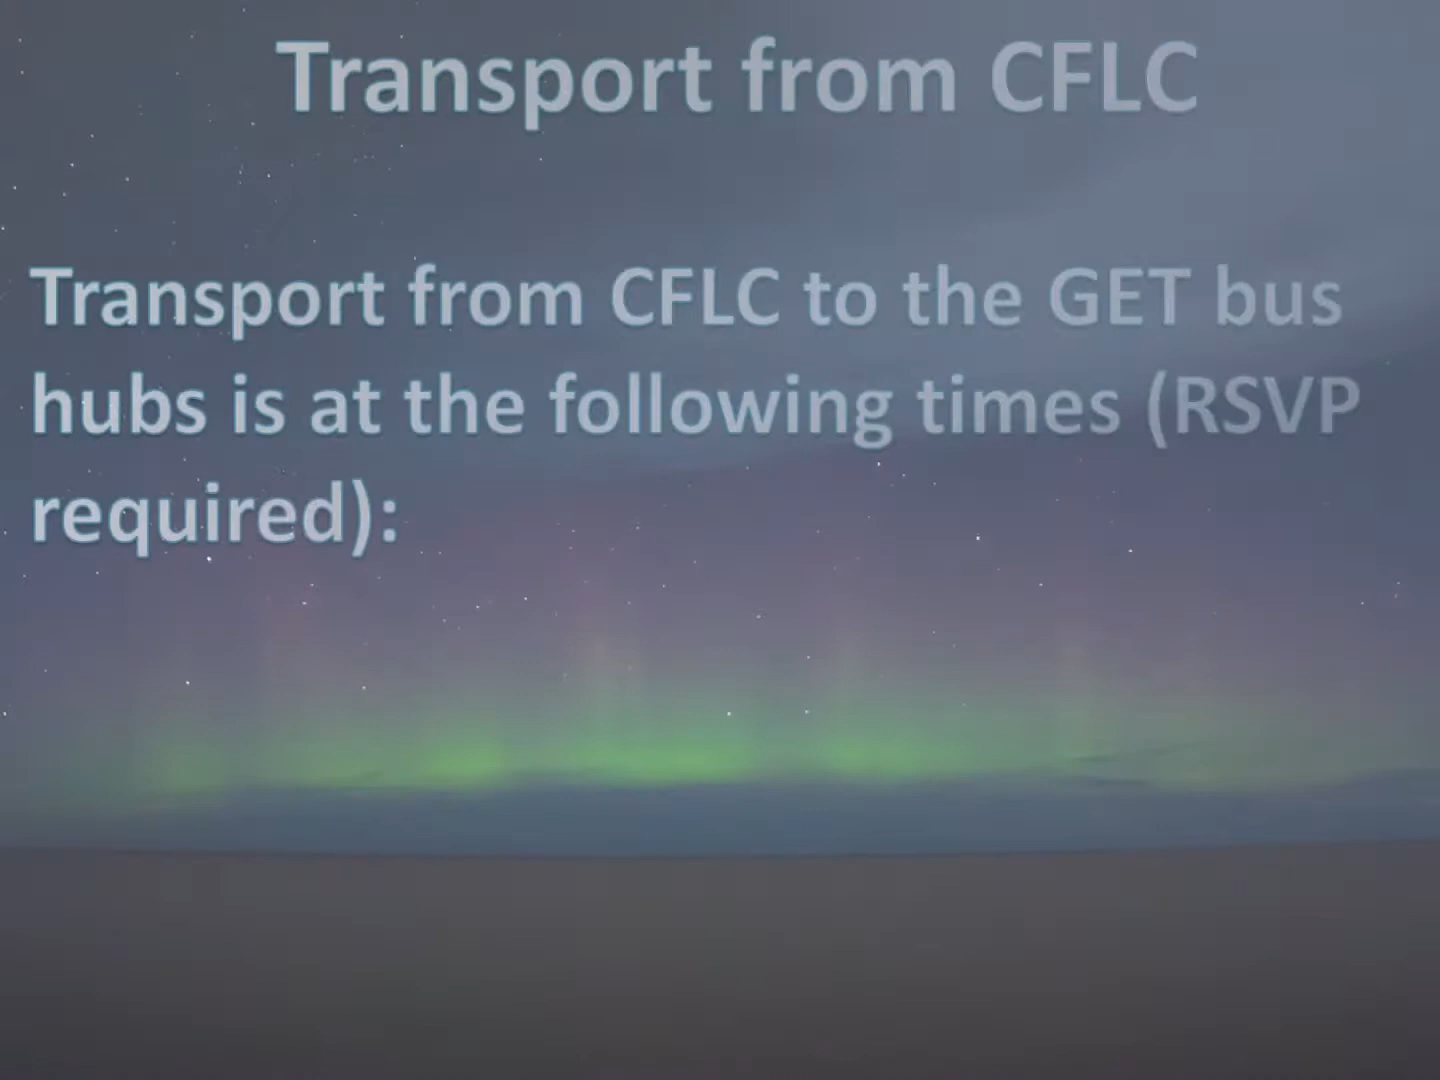 Transport from CFLC
Transport from CFLC to the GET bus
hubs is at the following times (RSVP
required):